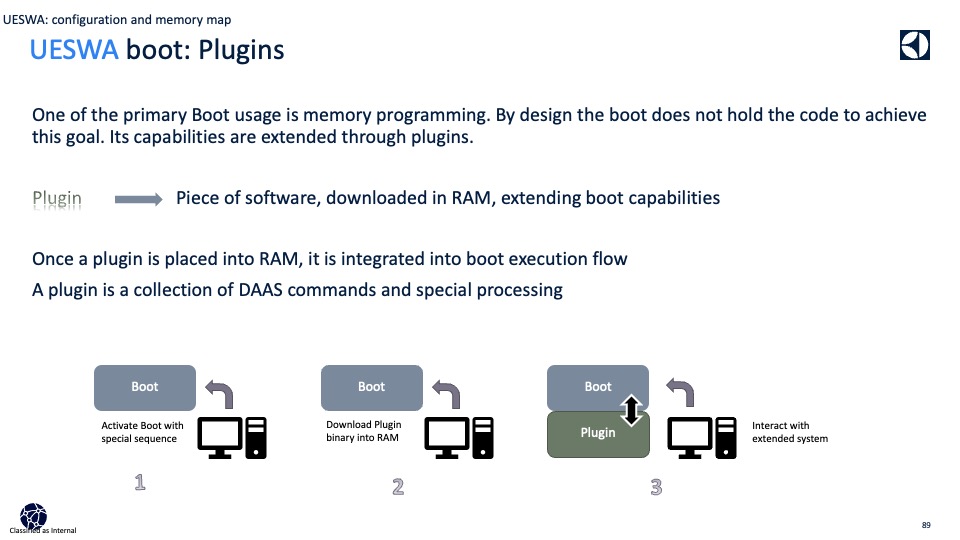 UESWA: configuration and memory map
UESWA boot: Plugins
One of the primary Boot usage is memory programming. By design the boot does not hold the code to achieve
this goal. Its capabilities are extended through plugins.
Plugin
Piece of software, downloaded in RAM, extending boot capabilities
Once a plugin is placed into RAM, it is integrated into boot execution flow
A plugin is a collection of DAAS commands and special processing
Boot
Activate Boot with
special sequence
1
Boot
Download Plugin
binary into RAM
2
Boot
Plugin
Interact with
extended system
3
Classified as Internal
89